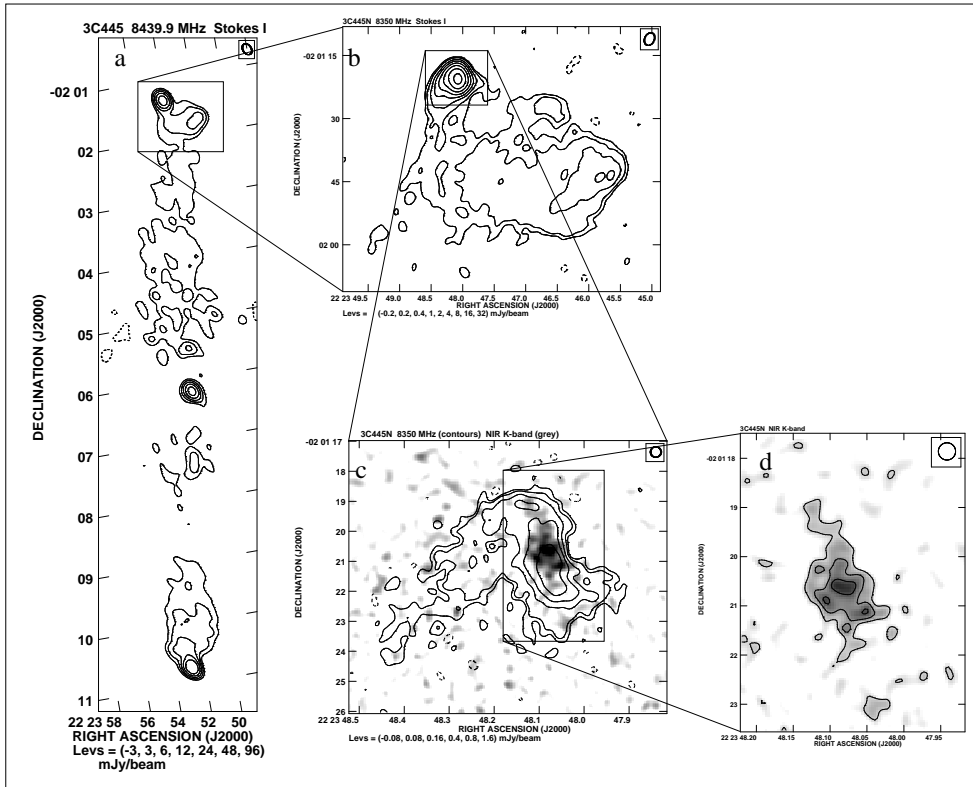 3C445 8439.9 MHz Stokes I
a
-02 01
02
03
04
05
06
07
08
09
10
11
DECLINATION (J2000)
22 23 58 56 54 52 50
RIGHT ASCENSION (J2000)
Levs = (-3, 3, 6, 12, 24, 48, 96)
mJy/beam
3C445N 8350 MHz Stokes I
b
-02 01 15
30
45
02 00
DECLINATION (J2000)
22 23 49.5 49.0 48.5 48.0 47.5 47.0 46.5 46.0 45.5 45.0
RIGHT ASCENSION (J2000)
Levs = (-0.2, 0.2, 0.4, 1, 2, 4, 8, 16, 32) mJy/beam
3C445N 8350 MHz (contours) NIR K-band (grey)
c
-02 01 17
18
19
20
21
22
23
24
25
26
DECLINATION (J2000)
22 23 48.5 48.4 48.3 48.2 48.1 48.0 47.9
RIGHT ASCENSION (J2000)
Levs = (-0.08, 0.08, 0.16, 0.4, 0.8, 1.6) mJy/beam
3C445N NIR K-band
d
-02 01 18
19
20
21
22
23
DECLINATION (J2000)
22 23 48.20 48.15 48.10 48.05 48.00 47.95
RIGHT ASCENSION (J2000)